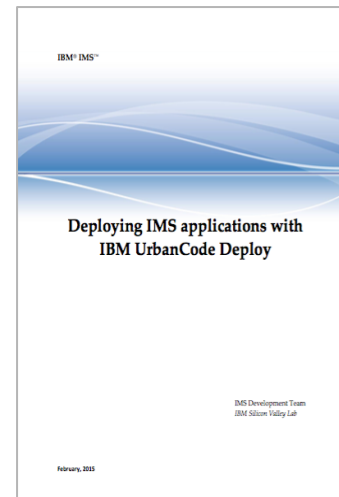 IBM® IMS™
Deploying IMS applications with
IBM UrbanCode Deploy
IMS Development Team
IBM Silicon Valley Lab
February, 2015